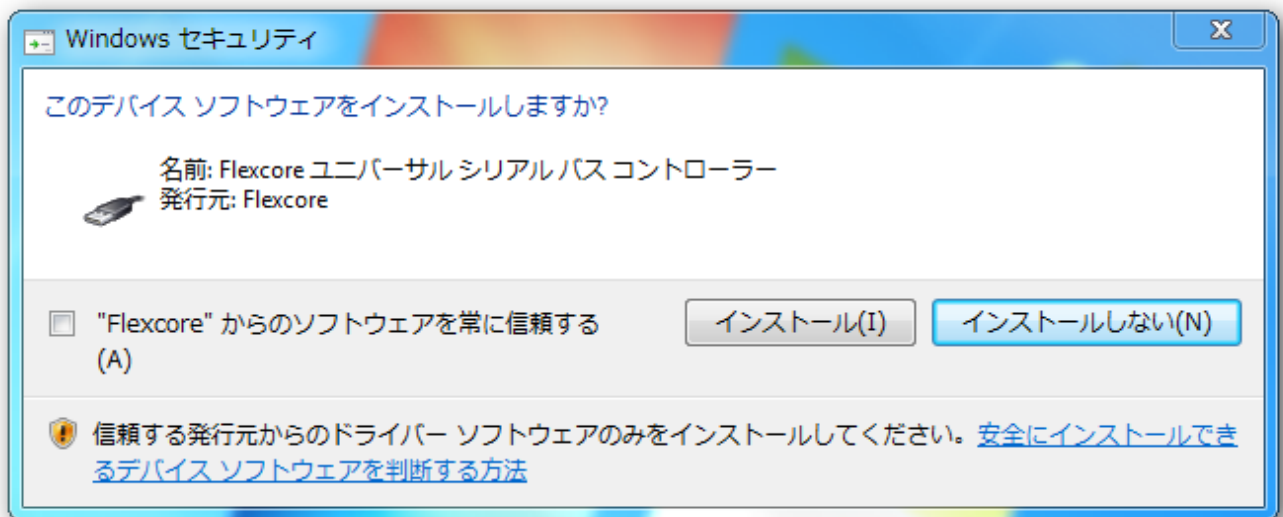 Windows セキュリティ
このデバイス ソフトウェアをインストールしますか?
名前: Flexcore ユニバーサル シリアル バス コントローラー
発行元: Flexcore
"Flexcore" からのソフトウェアを常に信頼する
(A)
インストール(I)
インストールしない(N)
信頼する発行元からのドライバー ソフトウェアのみをインストールしてください。安全にインストールでき
るデバイス ソフトウェアを判断する方法